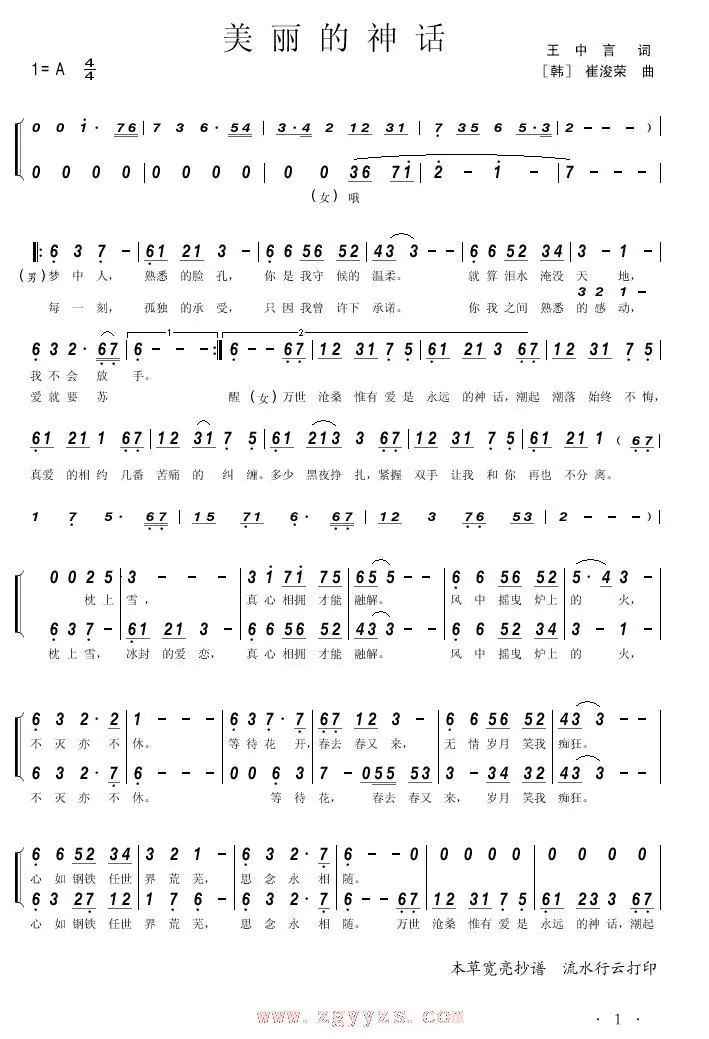 美丽的神话
王 中 言 词
1= A 4/4
［韩］ 崔浚荣 曲
0 0 1· 76 | 7 3 6· 54 | 3·4 2 12 31 | 7 35 6 5·3 | 2 - - - )
0 0 0 0 | 0 0 0 0 | 0 0 36 71 | 2 - 1 - | 7 - - -
(女) 哦
‖: 6 3 7 - | 61 21 3 - | 6 6 56 52 | 43 3 - - | 6 6 52 34 | 3 - 1 -
(男) 梦 中 人， 熟悉 的脸 孔， 你 是 我守 候的 温柔。 就 算 泪水 淹没 天 地，
3 2 1 -
每 一 刻， 孤独 的承 受， 只 因 我曾 许下 承诺。 你 我 之间 熟悉 的 感 动，
1 2
6 3 2· 67 | 6 - - :‖ 6 - - 67 | 12 31 7 5 | 61 21 3 67 | 12 31 7 5
我 不 会 放 手。
爱 就 要 苏 醒 (女) 万世 沧桑 惟有 爱 是 永远 的神 话，潮起 潮落 始终 不 悔，
61 21 1 67 | 12 31 7 5 | 61 213 3 67 | 12 31 7 5 | 61 21 1 ( 67
真爱 的相 约 几番 苦痛 的 纠 缠。多少 黑夜挣 扎，紧握 双手 让我 和 你 再也 不分 离。
1 7 5· 67 | 15 71 6· 67 | 12 3 76 53 | 2 - - - )
0 0 2 5 | 3 - - - | 3 1 71 75 | 65 5 - - | 6 6 56 52 | 5· 4 3 -
枕 上 雪， 真 心 相拥 才能 融解。 风 中 摇曳 炉上 的 火，
6 3 7 - | 61 21 3 - | 6 6 56 52 | 43 3 - - | 6 6 52 34 | 3 - 1 -
枕 上 雪， 冰封 的爱 恋， 真 心 相拥 才能 融解。 风 中 摇曳 炉上 的 火，
6 3 2· 2 | 1 - - - | 6 3 7· 7 | 67 12 3 - | 6 6 56 52 | 43 3 - -
不 灭 亦 不 休。 等 待 花 开，春去 春又 来， 无 情 岁月 笑我 痴狂。
6 3 2· 7 | 6 - - - | 0 0 6 3 | 7 - 055 53 | 3 - 34 32 | 43 3 - -
不 灭 亦 不 休。 等 待 花， 春去 春又 来， 岁月 笑我 痴狂。
6 6 52 34 | 3 2 1 - | 6 3 2· 7 | 6 - - 0 | 0 0 0 0 | 0 0 0 0
心 如 钢铁 任世 界 荒 芜， 思 念 永 相 随。
6 3 27 12 | 1 7 6 - | 6 3 2· 7 | 6 - - 67 | 12 31 7 5 | 61 23 3 67
心 如 钢铁 任世 界 荒 芜， 思 念 永 相 随。 万世 沧桑 惟有 爱 是 永远 的神 话，潮起
本草宽亮抄谱 流水行云打印
www.zgyyzs.com
· 1 ·